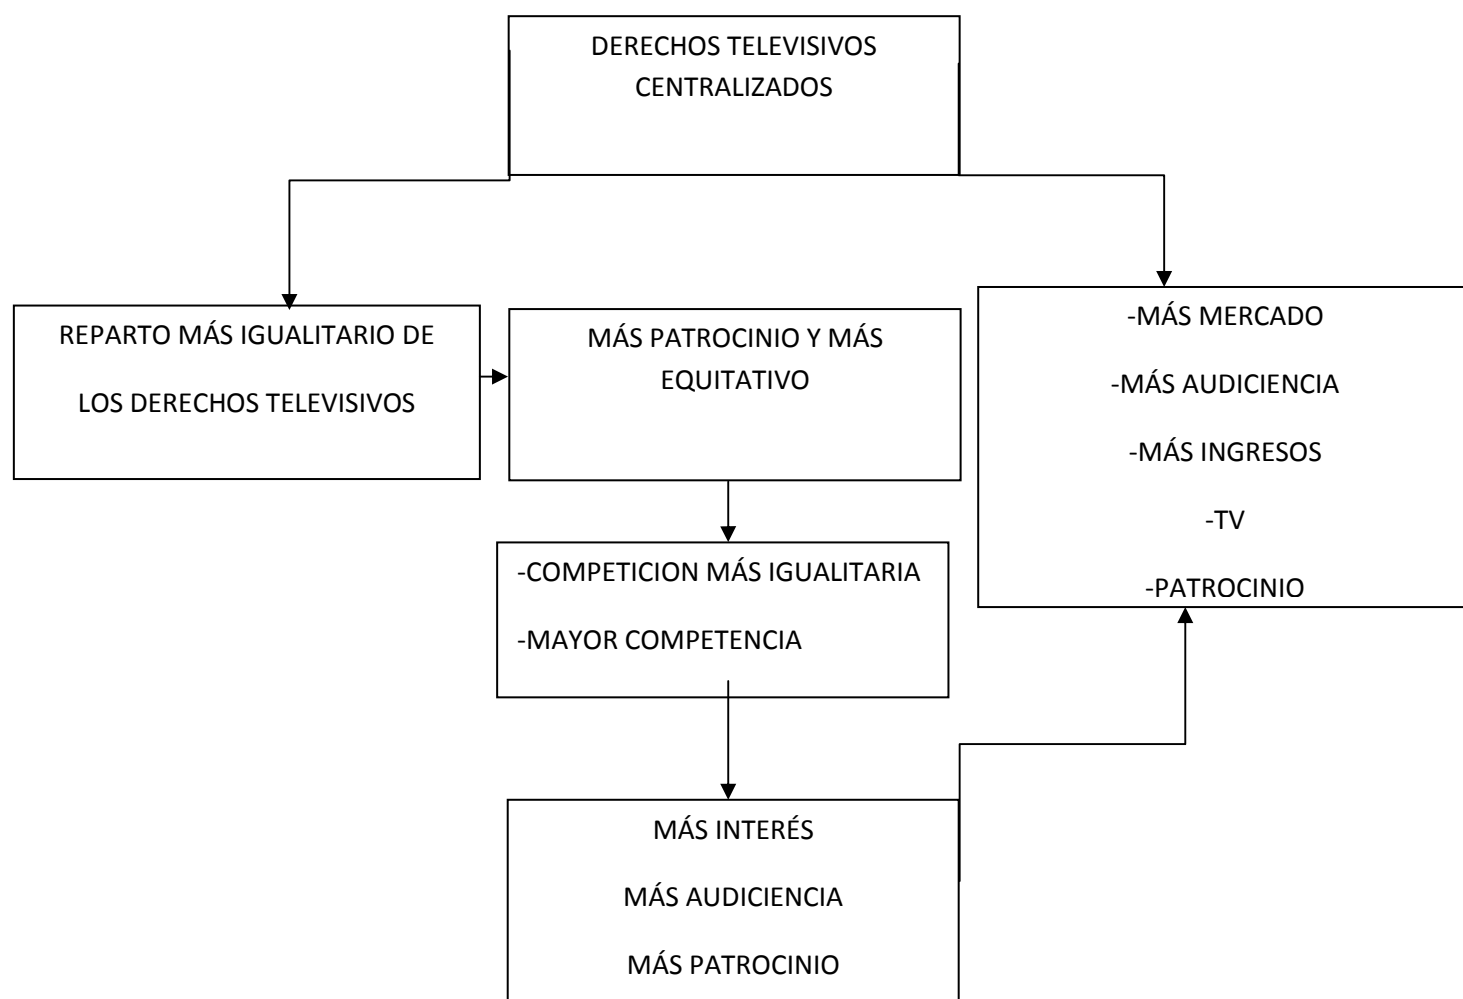 DERECHOS TELEVISIVOS
CENTRALIZADOS
REPARTO MÁS IGUALITARIO DE
LOS DERECHOS TELEVISIVOS
MÁS PATROCINIO Y MÁS
EQUITATIVO
-MÁS MERCADO
-MÁS AUDICIENCIA
-MÁS INGRESOS
-TV
-PATROCINIO
-COMPETICION MÁS IGUALITARIA
-MAYOR COMPETENCIA
MÁS INTERÉS
MÁS AUDICIENCIA
MÁS PATROCINIO